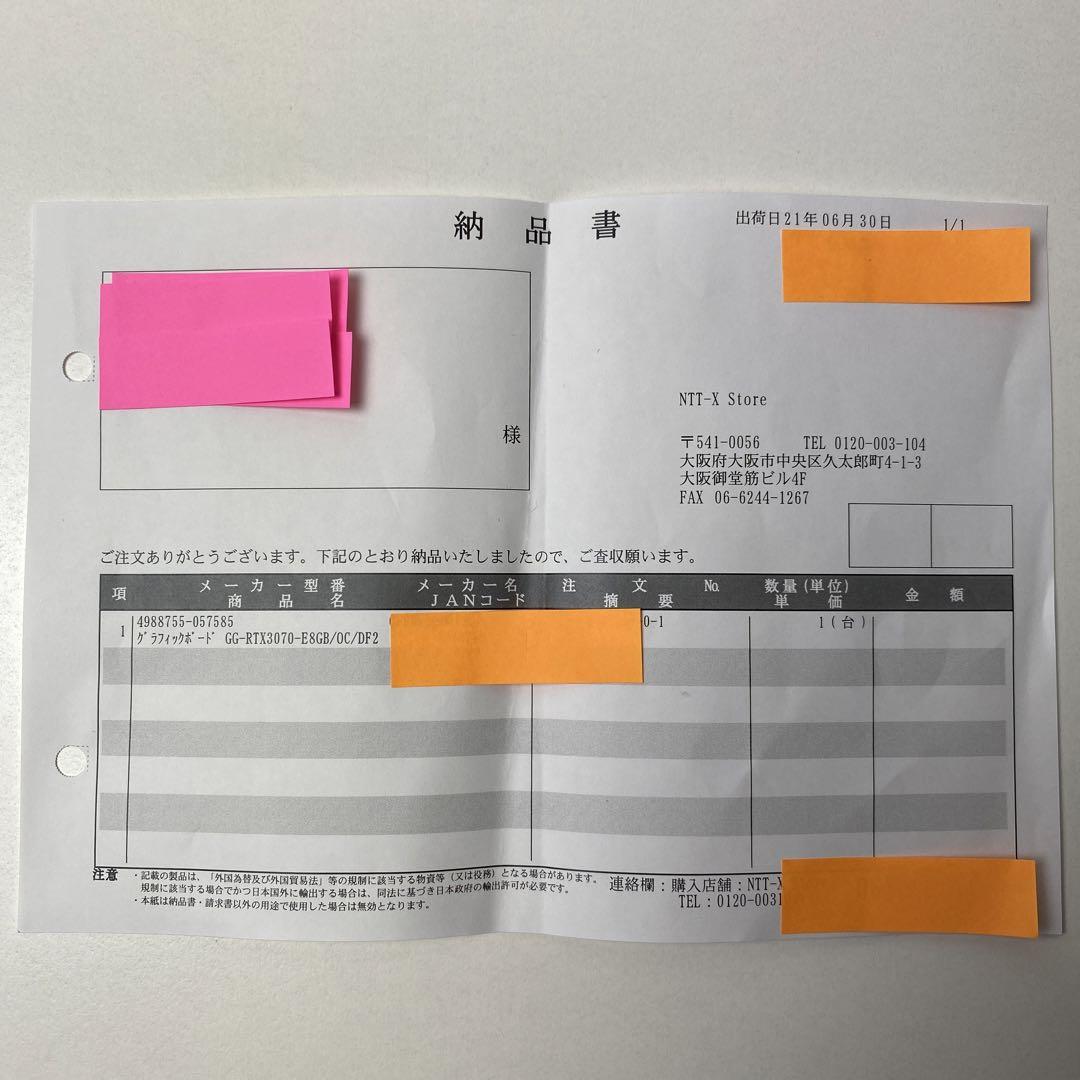 納品書
出荷日21年06月30日 1/1
様
NTT-X Store
〒541-0056 TEL 0120-003-104
大阪府大阪市中央区久太郎町4-1-3
大阪御堂筋ビル4F
FAX 06-6244-1267
ご注文ありがとうございます。下記のとおり納品いたしましたので、ご査収願います。
項 メーカー型番 メーカー名 注文No. 数量(単位) 金額
商品名 JANコード 摘要 単価
1 4988755-057585 0-1 1(台)
ｸﾞﾗﾌｨｯｸﾎﾞｰﾄﾞ GG-RTX3070-E8GB/OC/DF2
注意 ・記載の製品は、「外国為替及び外国貿易法」等の規制に該当する物資等（又は役務）となる場合があります。
規制に該当する場合でかつ日本国外に輸出する場合は、同法に基づき日本政府の輸出許可が必要です。
・本紙は納品書・請求書以外の用途で使用した場合は無効となります。
連絡欄：購入店舗：NTT-X
TEL：0120-0031